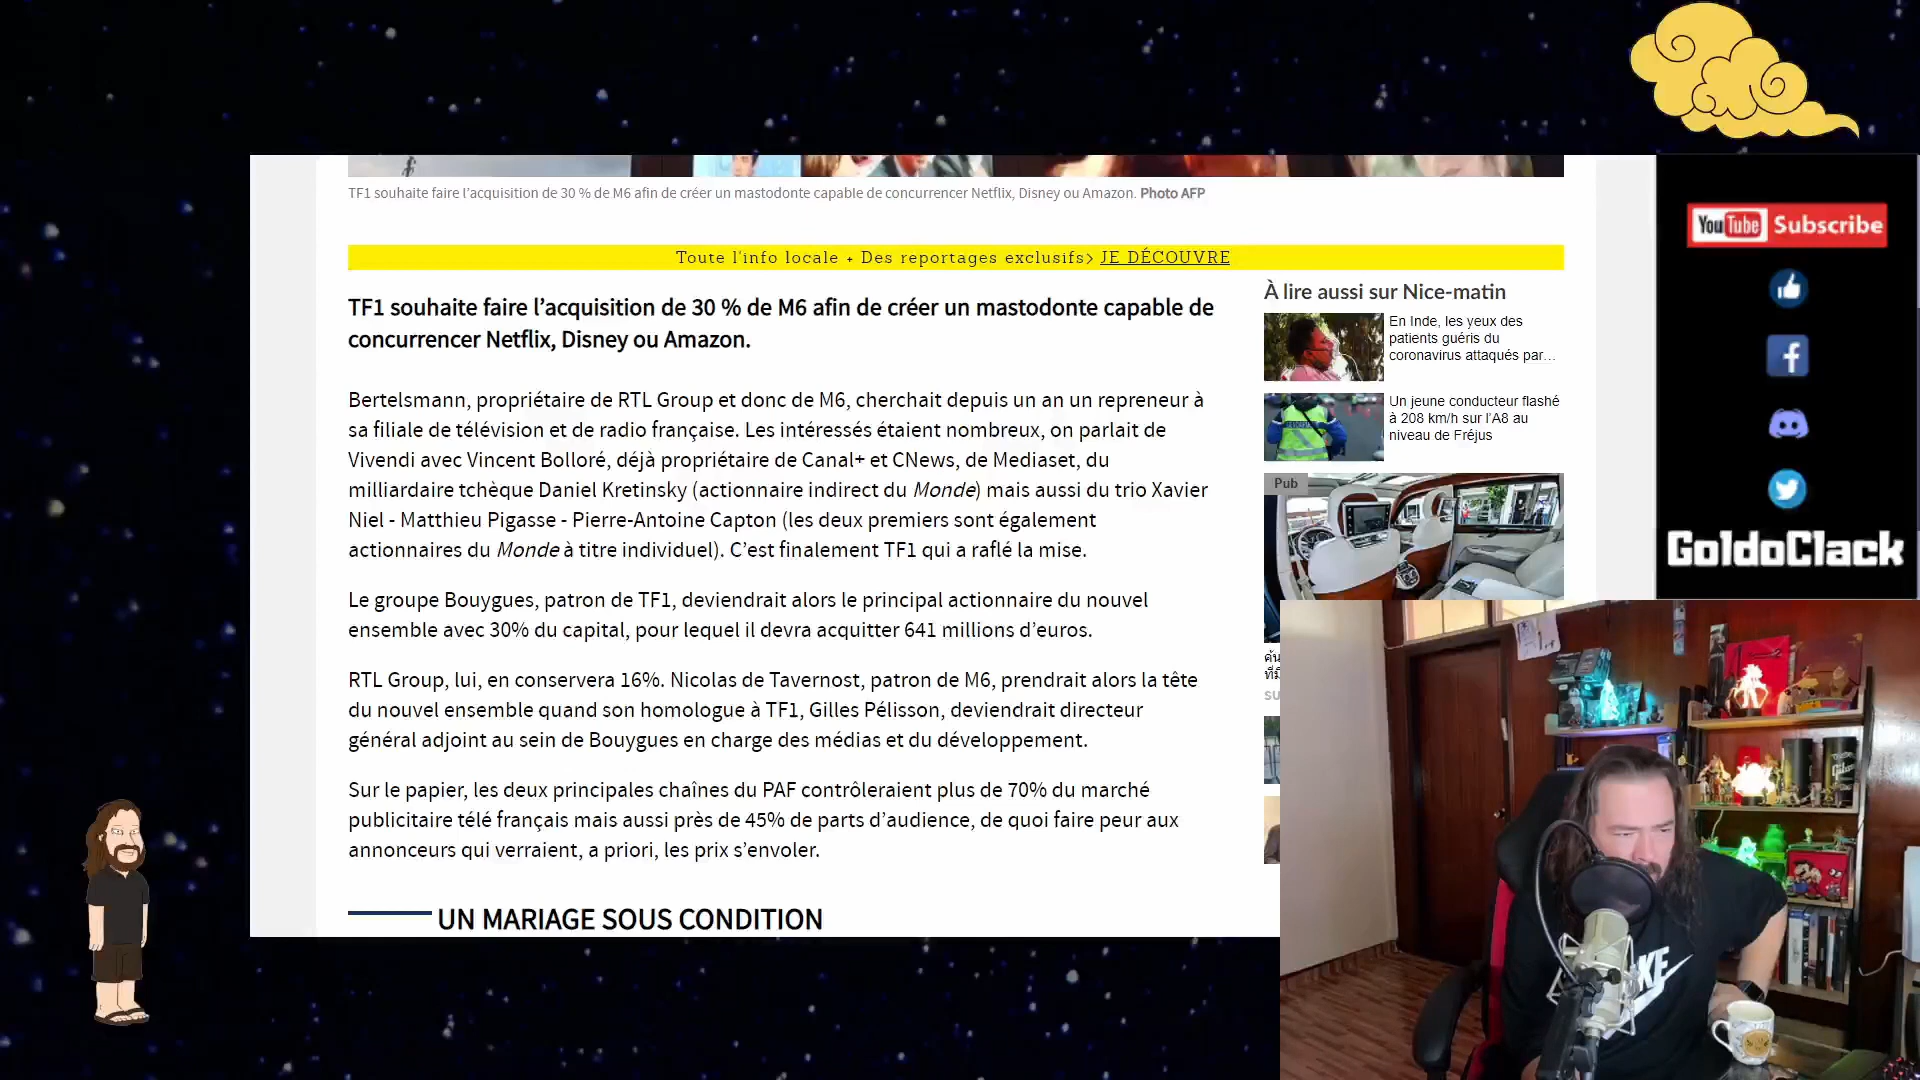 TF1 souhaite faire l’acquisition de 30 % de M6 afin de créer un mastodonte capable de concurrencer Netflix, Disney ou Amazon. Photo AFP
Toute l'info locale + Des reportages exclusifs> JE DÉCOUVRE
TF1 souhaite faire l’acquisition de 30 % de M6 afin de créer un mastodonte capable de
concurrencer Netflix, Disney ou Amazon.
Bertelsmann, propriétaire de RTL Group et donc de M6, cherchait depuis un an un repreneur à
sa filiale de télévision et de radio française. Les intéressés étaient nombreux, on parlait de
Vivendi avec Vincent Bolloré, déjà propriétaire de Canal+ et CNews, de Mediaset, du
milliardaire tchèque Daniel Kretinsky (actionnaire indirect du Monde) mais aussi du trio Xavier
Niel - Matthieu Pigasse - Pierre-Antoine Capton (les deux premiers sont également
actionnaires du Monde à titre individuel). C’est finalement TF1 qui a raflé la mise.
Le groupe Bouygues, patron de TF1, deviendrait alors le principal actionnaire du nouvel
ensemble avec 30% du capital, pour lequel il devra acquitter 641 millions d’euros.
RTL Group, lui, en conservera 16%. Nicolas de Tavernost, patron de M6, prendrait alors la tête
du nouvel ensemble quand son homologue à TF1, Gilles Pélisson, deviendrait directeur
général adjoint au sein de Bouygues en charge des médias et du développement.
Sur le papier, les deux principales chaînes du PAF contrôleraient plus de 70% du marché
publicitaire télé français mais aussi près de 45% de parts d’audience, de quoi faire peur aux
annonceurs qui verraient, a priori, les prix s’envoler.
UN MARIAGE SOUS CONDITION
À lire aussi sur Nice-matin
En Inde, les yeux des
patients guéris du
coronavirus attaqués par...
Un jeune conducteur flashé
à 208 km/h sur l’A8 au
niveau de Fréjus
Pub
YouTube Subscribe
GoldoClack